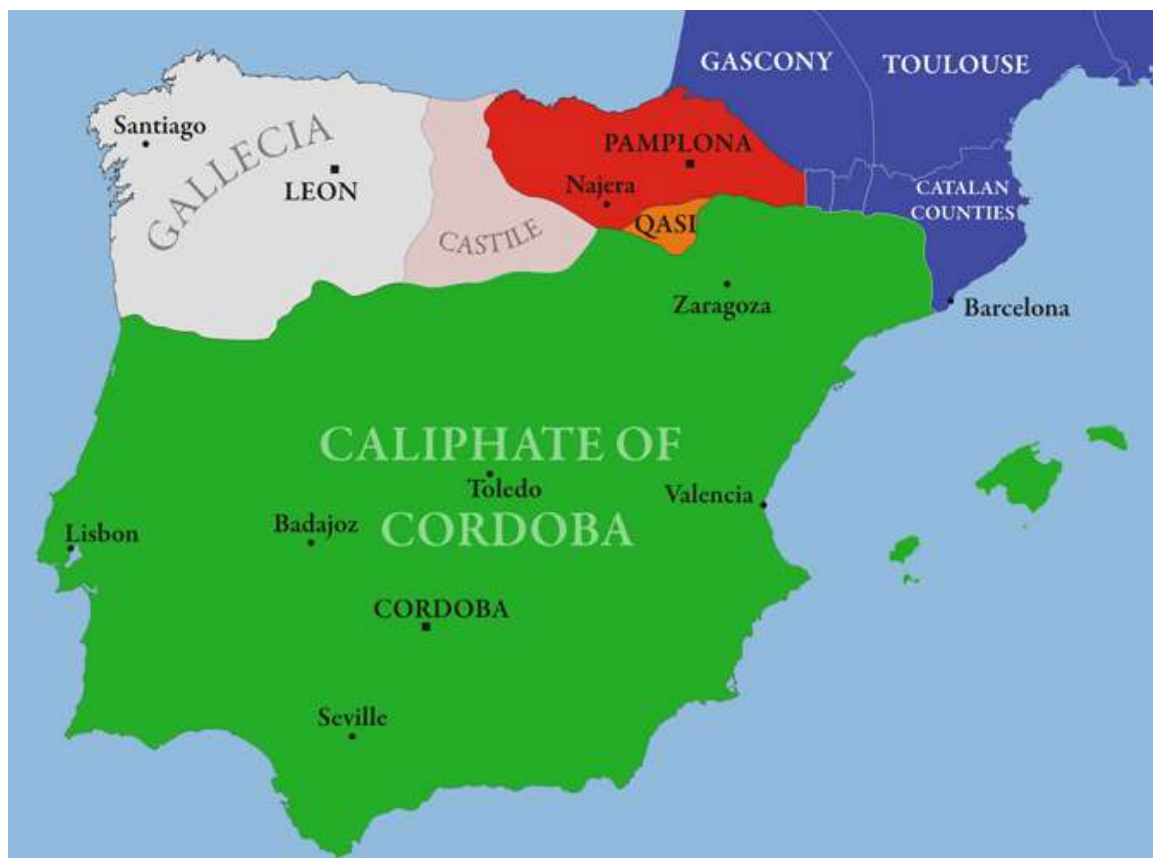 GASCONY
TOULOUSE
Santiago
GALLECIA
LEON
PAMPLONA
Najera
CATALAN
COUNTIES
CASTILE
QASI
Zaragoza
Barcelona
CALIPHATE OF
Toledo
Valencia
CORDOBA
Badajoz
Lisbon
CORDOBA
Seville